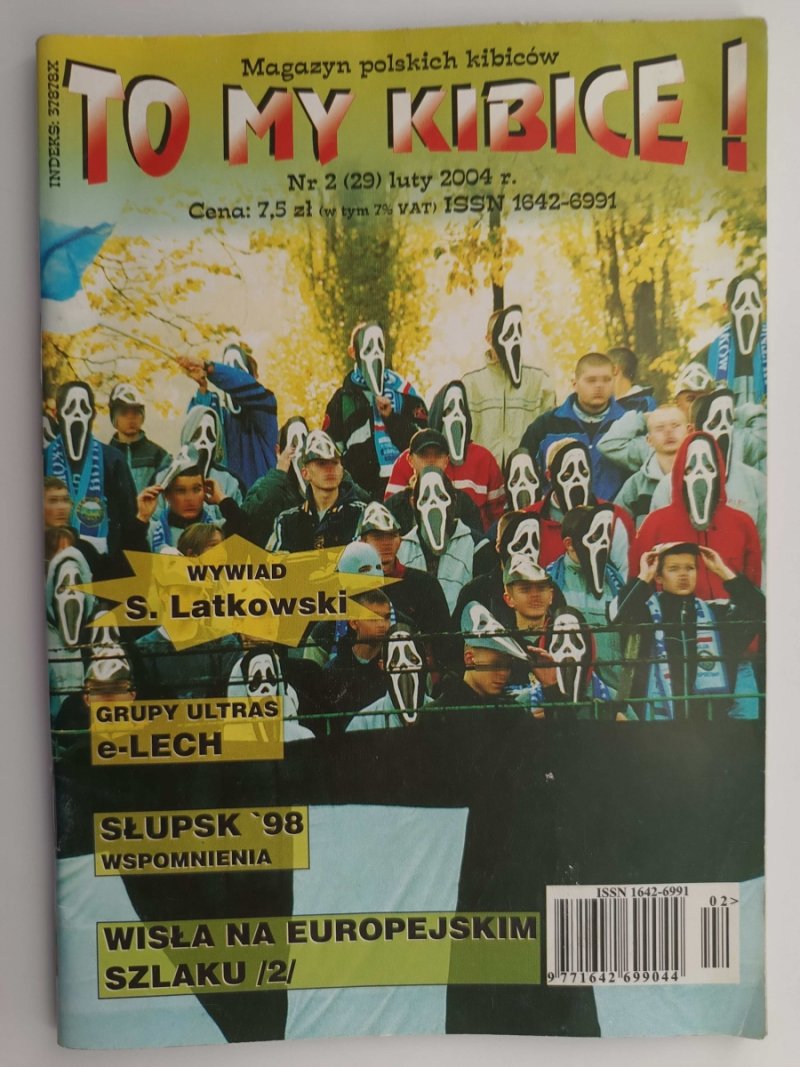 INDEKS: 37878X
Magazyn polskich kibiców
TO MY KIBICE !
Nr 2 (29) luty 2004 r.
Cena: 7,5 zł (w tym 7% VAT) ISSN 1642-6991
WYWIAD
S. Latkowski
GRUPY ULTRAS
e-LECH
SŁUPSK `98
WSPOMNIENIA
WISŁA NA EUROPEJSKIM
SZLAKU /2/
ISSN 1642-6991
02>
9 771642 699044